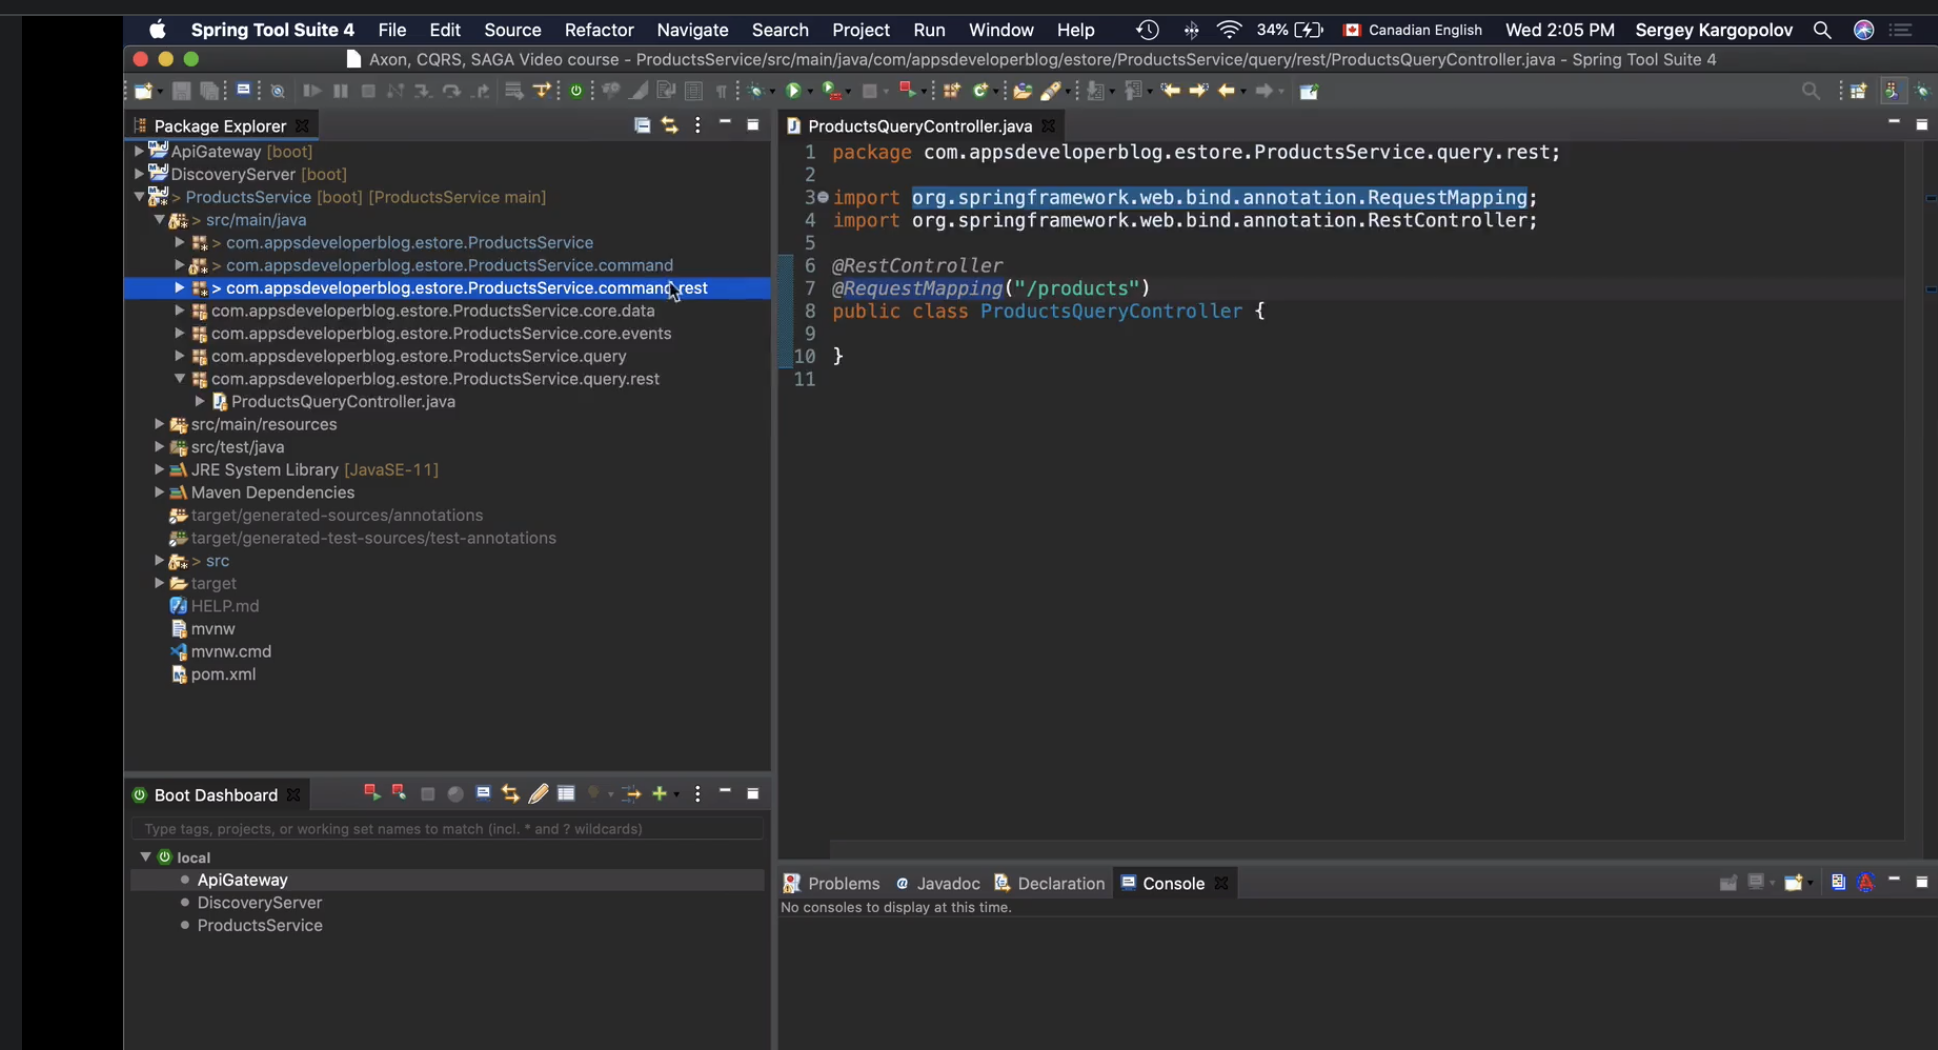 Spring Tool Suite 4 File Edit Source Refactor Navigate Search Project Run Window Help 34% Canadian English Wed 2:05 PM Sergey Kargopolov
Axon, CQRS, SAGA Video course - ProductsService/src/main/java/com/appsdeveloperblog/estore/ProductsService/query/rest/ProductsQueryController.java - Spring Tool Suite 4
Package Explorer
ApiGateway [boot]
DiscoveryServer [boot]
> ProductsService [boot] [ProductsService main]
> src/main/java
> com.appsdeveloperblog.estore.ProductsService
> com.appsdeveloperblog.estore.ProductsService.command
> com.appsdeveloperblog.estore.ProductsService.command.rest
com.appsdeveloperblog.estore.ProductsService.core.data
com.appsdeveloperblog.estore.ProductsService.core.events
com.appsdeveloperblog.estore.ProductsService.query
com.appsdeveloperblog.estore.ProductsService.query.rest
ProductsQueryController.java
src/main/resources
src/test/java
JRE System Library [JavaSE-11]
Maven Dependencies
target/generated-sources/annotations
target/generated-test-sources/test-annotations
> src
target
HELP.md
mvnw
mvnw.cmd
pom.xml
ProductsQueryController.java
1 package com.appsdeveloperblog.estore.ProductsService.query.rest;
2
3 import org.springframework.web.bind.annotation.RequestMapping;
4 import org.springframework.web.bind.annotation.RestController;
5
6 @RestController
7 @RequestMapping("/products")
8 public class ProductsQueryController {
9
10 }
11
Boot Dashboard
Type tags, projects, or working set names to match (incl. * and ? wildcards)
local
ApiGateway
DiscoveryServer
ProductsService
Problems @ Javadoc Declaration Console
No consoles to display at this time.